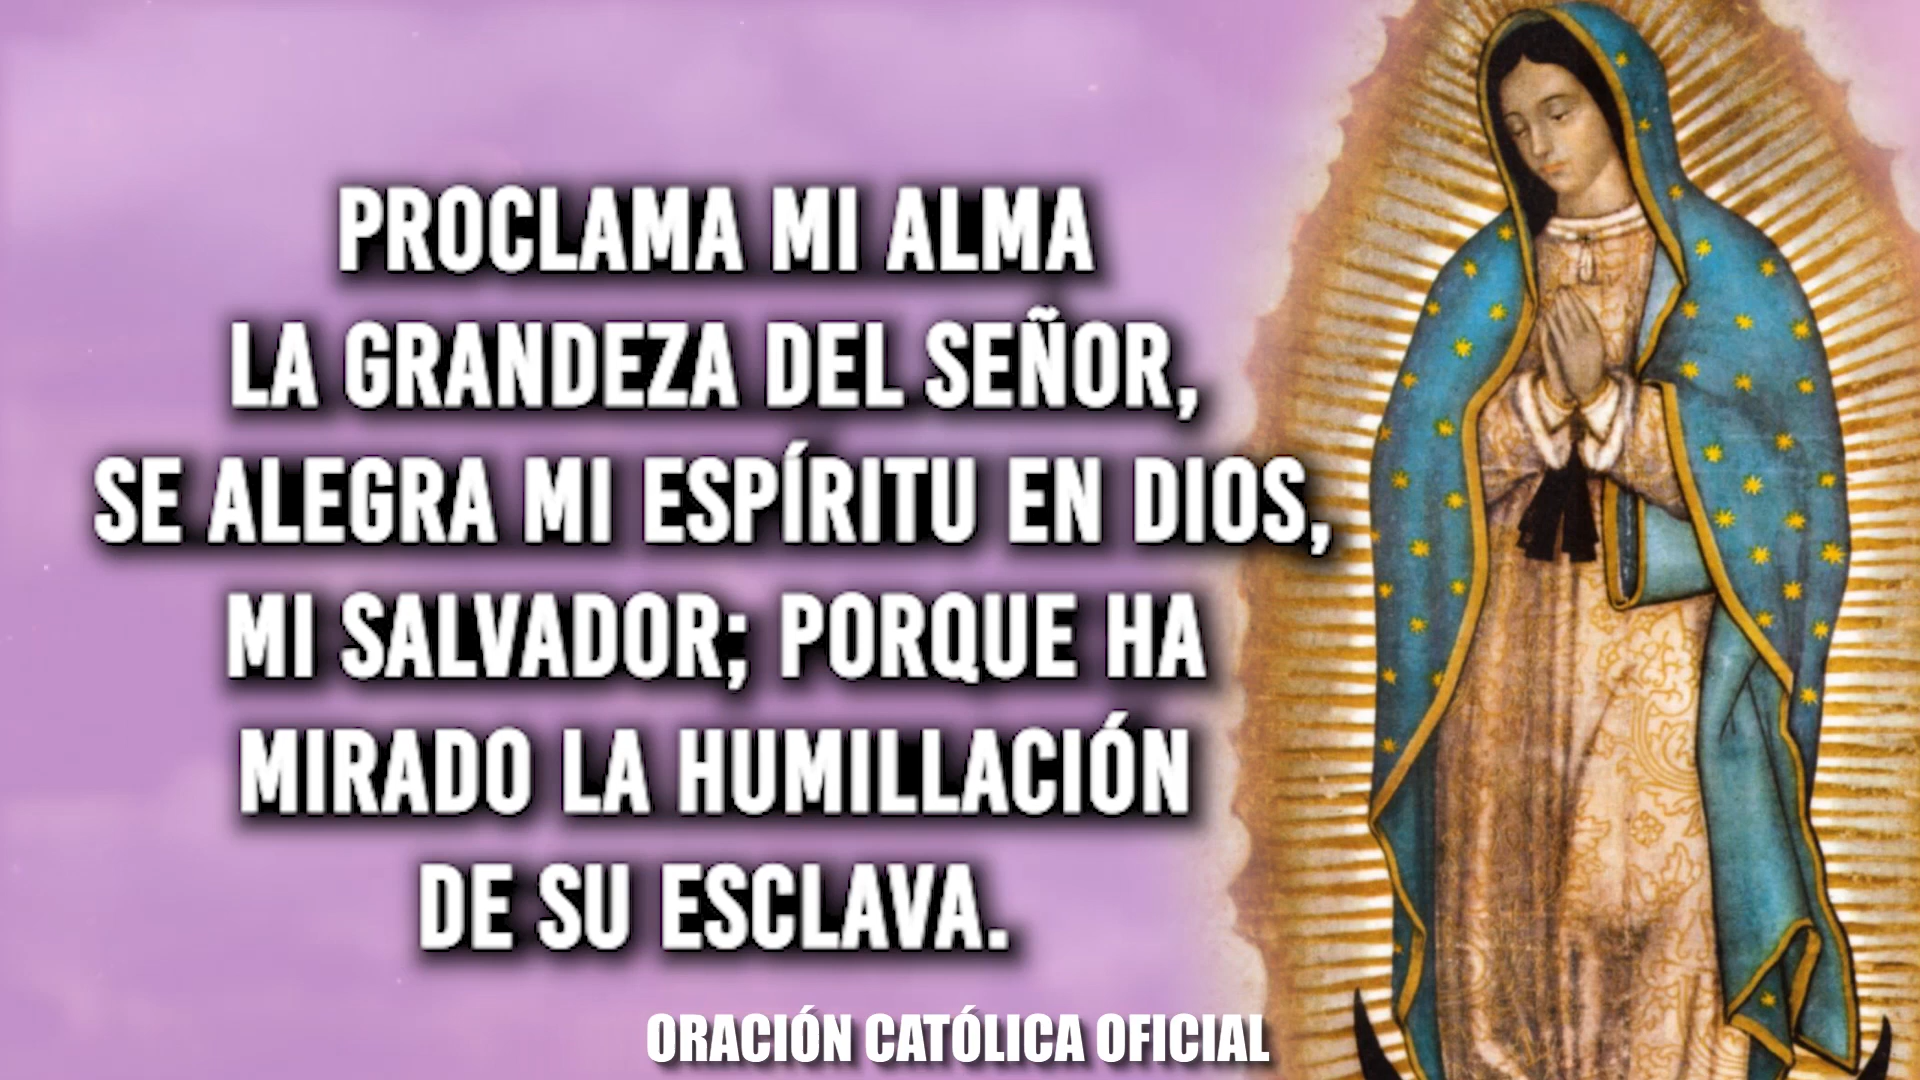 PROCLAMA MI ALMA
LA GRANDEZA DEL SEÑOR,
SE ALEGRA MI ESPÍRITU EN DIOS,
MI SALVADOR; PORQUE HA
MIRADO LA HUMILLACIÓN
DE SU ESCLAVA.
ORACIÓN CATÓLICA OFICIAL